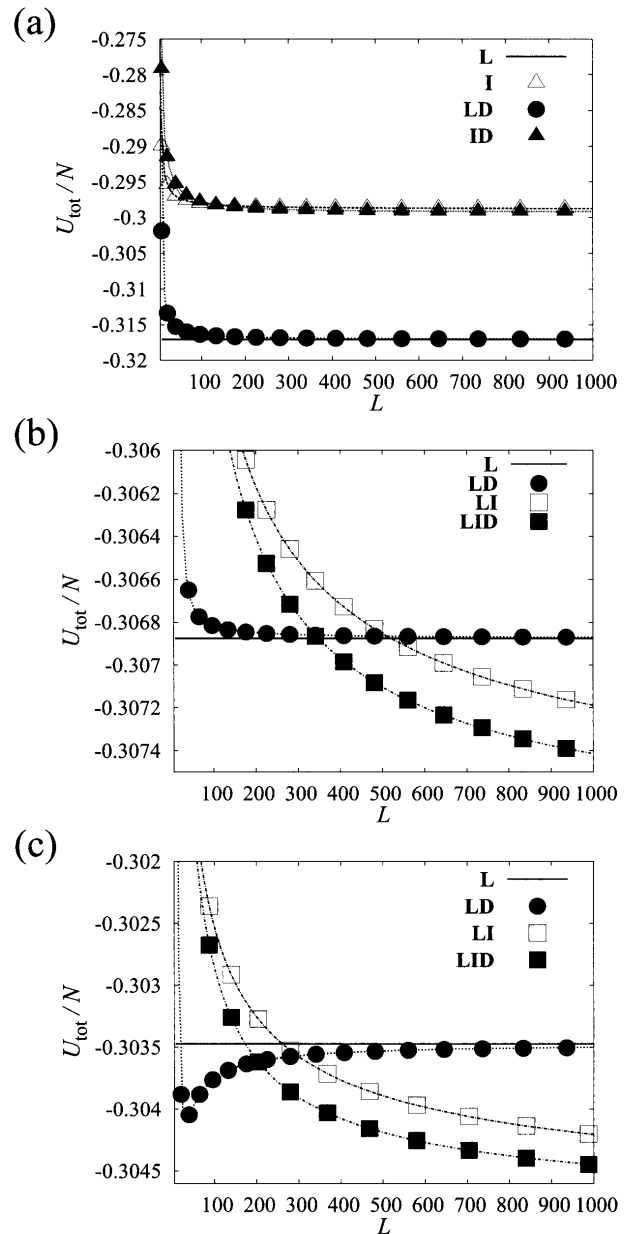 (a)
-0.275
-0.28
-0.285
-0.29
-0.295
-0.3
-0.305
-0.31
-0.315
-0.32
U_tot / N
L
I
LD
ID
100 200 300 400 500 600 700 800 900 1000
L
(b)
-0.306
-0.3062
-0.3064
-0.3066
-0.3068
-0.307
-0.3072
-0.3074
U_tot / N
L
LD
LI
LID
100 200 300 400 500 600 700 800 900 1000
L
(c)
-0.302
-0.3025
-0.303
-0.3035
-0.304
-0.3045
U_tot / N
L
LD
LI
LID
100 200 300 400 500 600 700 800 900 1000
L